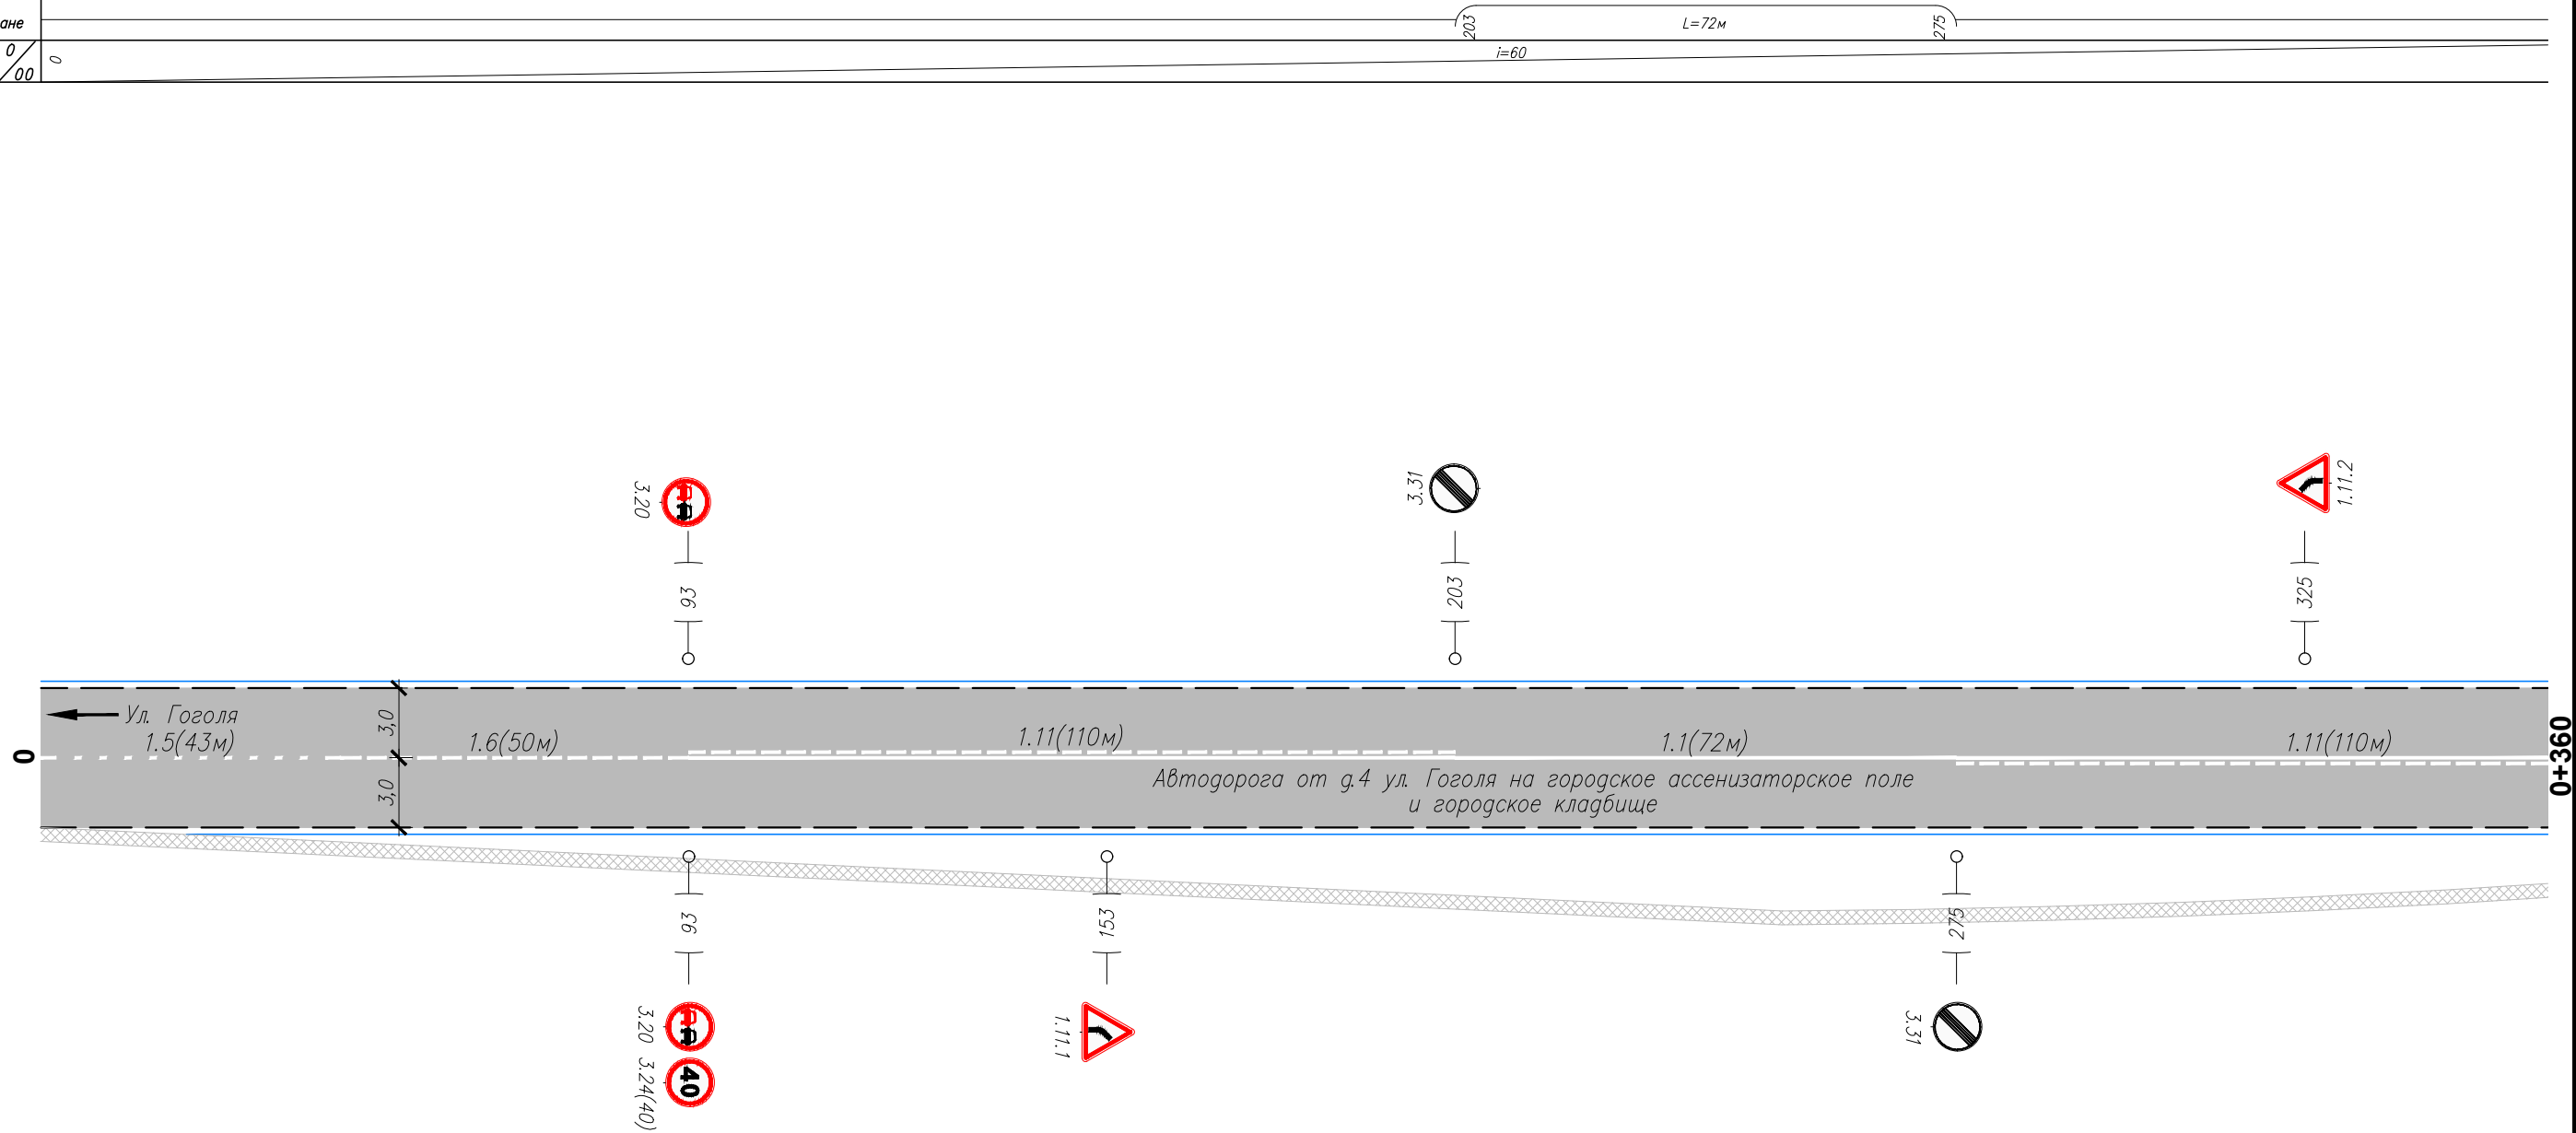 ане
203
L=72м
275
0
00
0
i=60
3.20
3.31
1.11.2
93
203
325
Ул. Гоголя
1.5(43м)
3,0
1.6(50м)
1.11(110м)
1.1(72м)
1.11(110м)
0
0+360
3,0
Автодорога от д.4 ул. Гоголя на городское ассенизаторское поле
и городское кладбище
93
153
275
3.20
1.11.1
3.31
3.24(40)
40